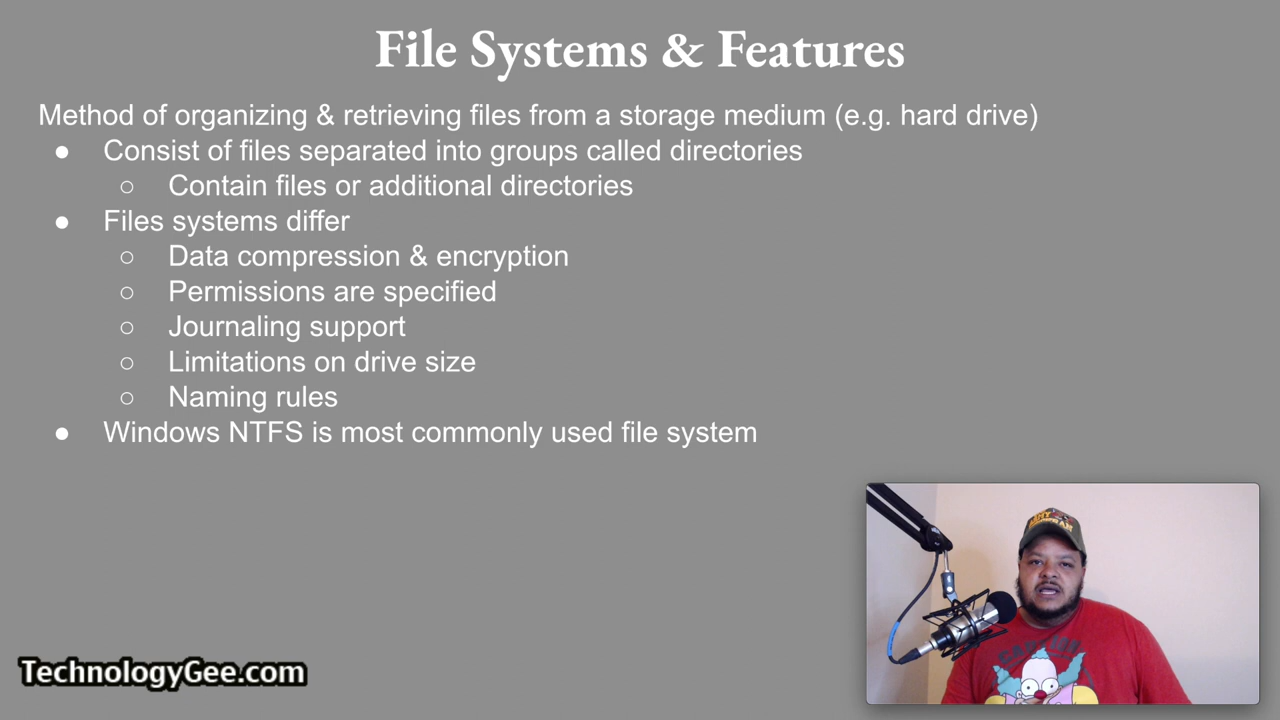 File Systems & Features
Method of organizing & retrieving files from a storage medium (e.g. hard drive)
● Consist of files separated into groups called directories
○ Contain files or additional directories
● Files systems differ
○ Data compression & encryption
○ Permissions are specified
○ Journaling support
○ Limitations on drive size
○ Naming rules
● Windows NTFS is most commonly used file system
TechnologyGee.com